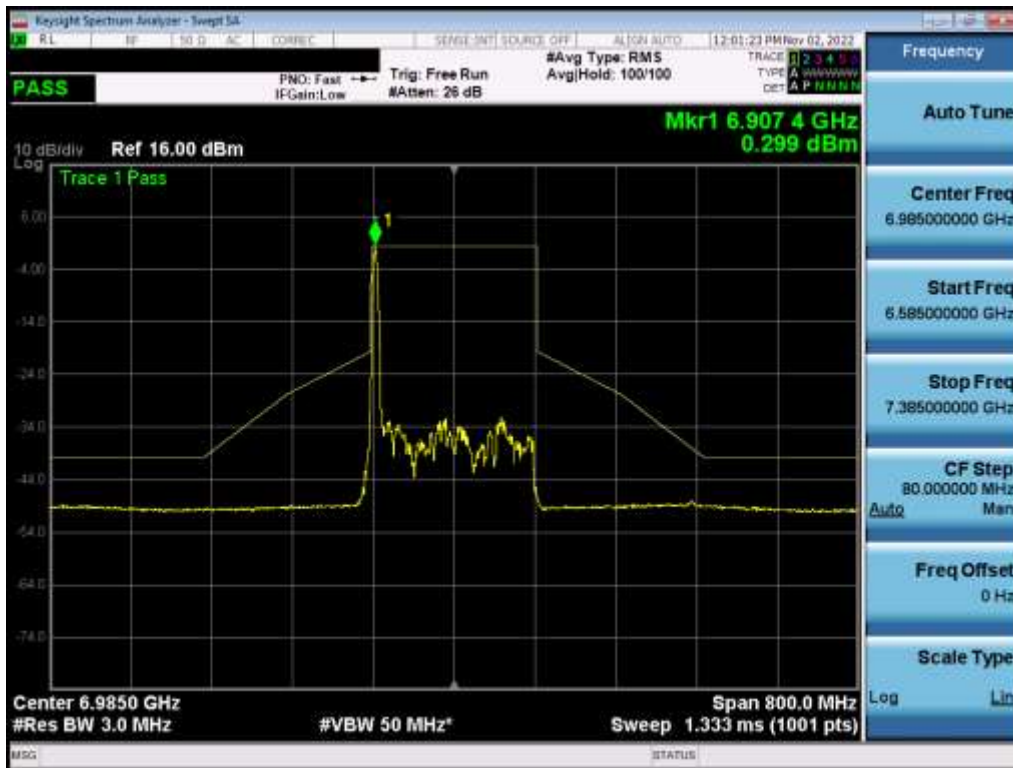 Keysight Spectrum Analyzer - Swept SA
RL RF 50 Ω AC CORREC SENSE:INT SOURCE OFF ALIGN AUTO 12:01:23 PM Nov 02, 2022
PASS
PNO: Fast
IFGain:Low
Trig: Free Run
#Atten: 26 dB
#Avg Type: RMS
Avg|Hold: 100/100
TRACE 1 2 3 4 5 6
TYPE A WWWWW
DET A P N N N N
Mkr1 6.907 4 GHz
0.299 dBm
10 dB/div Ref 16.00 dBm
Log
Trace 1 Pass
1
6.00
-4.00
-14.0
-24.0
-34.0
-44.0
-54.0
-64.0
-74.0
Center 6.9850 GHz
Span 800.0 MHz
#Res BW 3.0 MHz
#VBW 50 MHz*
Sweep 1.333 ms (1001 pts)
MSG
STATUS
Frequency
Auto Tune
Center Freq
6.985000000 GHz
Start Freq
6.585000000 GHz
Stop Freq
7.385000000 GHz
CF Step
80.000000 MHz
Auto Man
Freq Offset
0 Hz
Scale Type
Log Lin